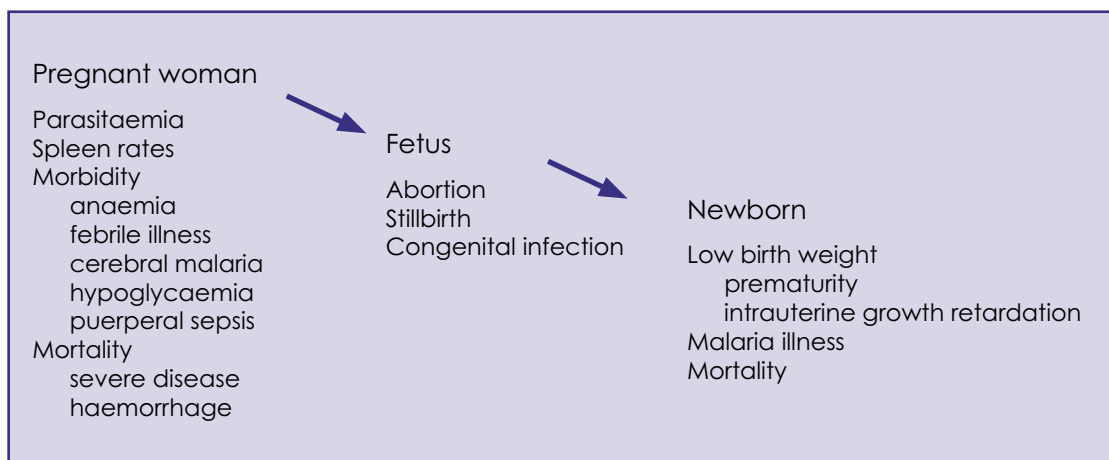 Pregnant woman
Parasitaemia
Spleen rates
Morbidity
anaemia
febrile illness
cerebral malaria
hypoglycaemia
puerperal sepsis
Mortality
severe disease
haemorrhage
Fetus
Abortion
Stillbirth
Congenital infection
Newborn
Low birth weight
prematurity
intrauterine growth retardation
Malaria illness
Mortality